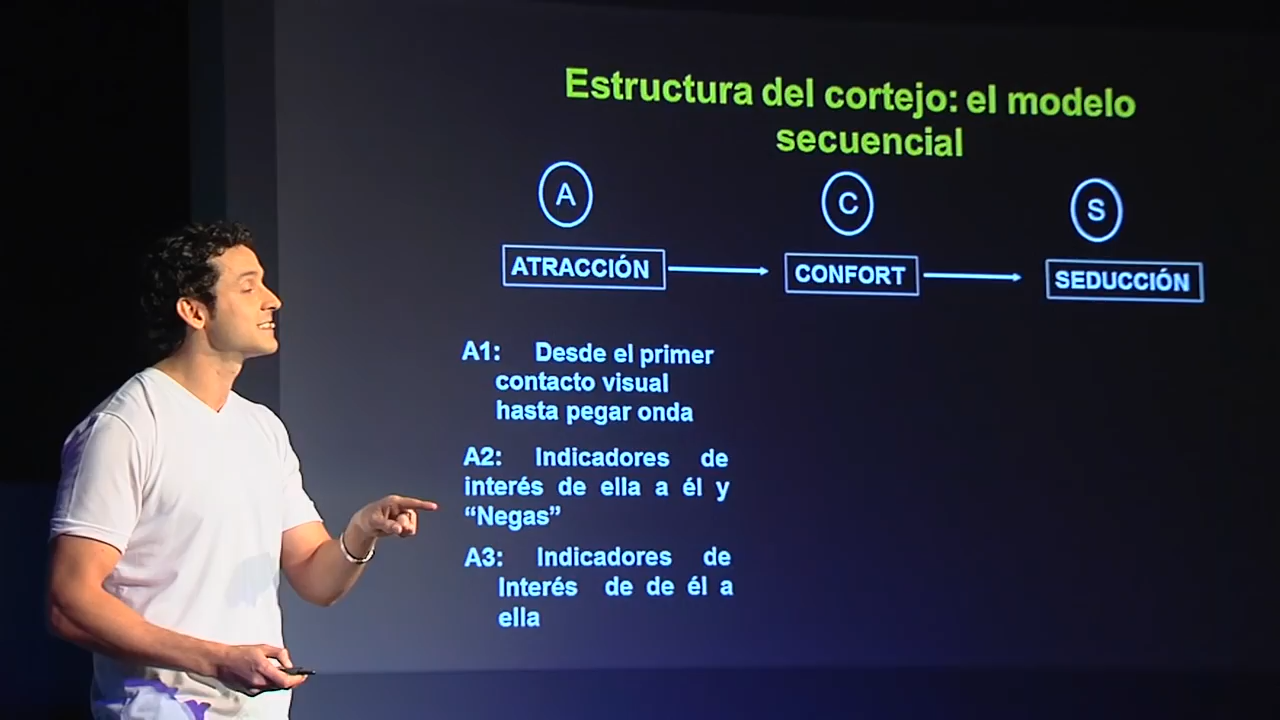 Estructura del cortejo: el modelo
secuencial
A C S
ATRACCIÓN CONFORT SEDUCCIÓN
A1: Desde el primer
contacto visual
hasta pegar onda
A2: Indicadores de
interés de ella a él y
“Negas”
A3: Indicadores de
Interés de de él a
ella